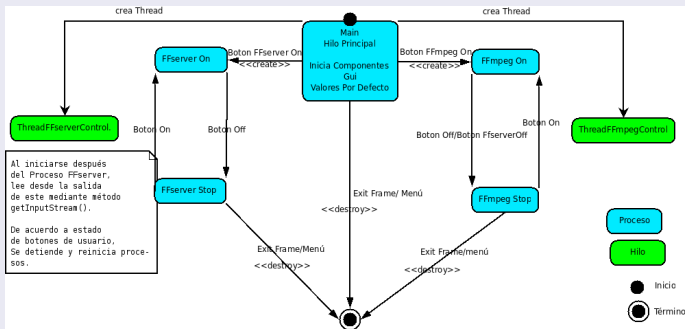 crea Thread
crea Thread
Main
Hilo Principal
Inicia Componentes
Gui
Valores Por Defecto
Boton FFserver On
<<create>>
Boton FFmpeg On
<<create>>
FFserver On
FFmpeg On
ThreadFFserverControl.
ThreadFFmpegControl
Boton On
Boton Off
Boton Off/Boton FfserverOff
Boton On
Al iniciarse después
del Proceso FFserver,
lee desde la salida
de este mediante método
getInputStream().
De acuerdo a estado
de botones de usuario,
Se detiende y reinicia proce-
sos.
FFserver Stop
FFmpeg Stop
Exit Frame/ Menú
<<destroy>>
Exit Frame/Menú
<<destroy>>
Exit Frame/menú
<<destroy>>
Proceso
Hilo
Inicio
Término